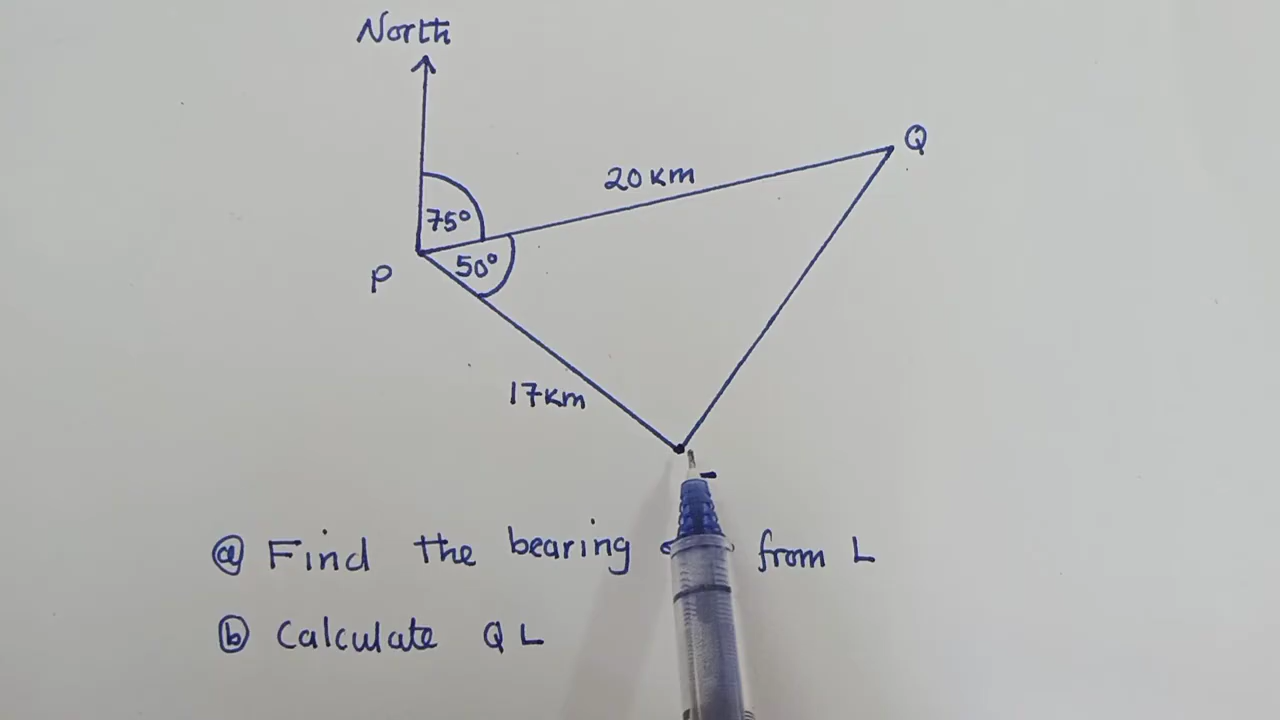 North
Q
20 km
75°
50°
P
17 km
(a) Find the bearing from L
(b) Calculate QL